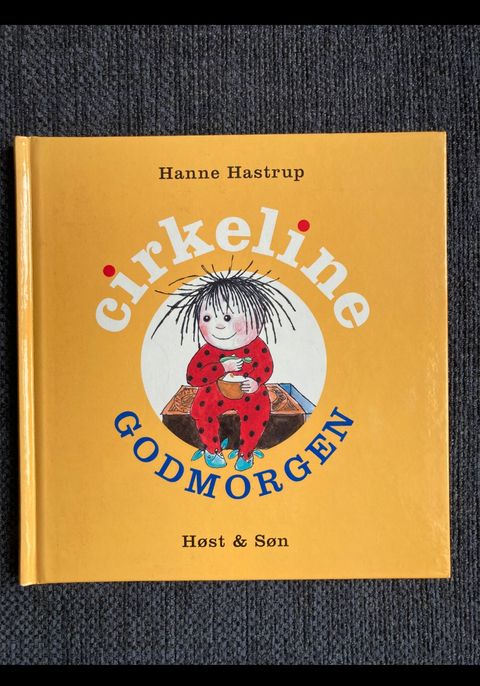 Hanne Hastrup
cirkeline
GODMORGEN
Høst & Søn